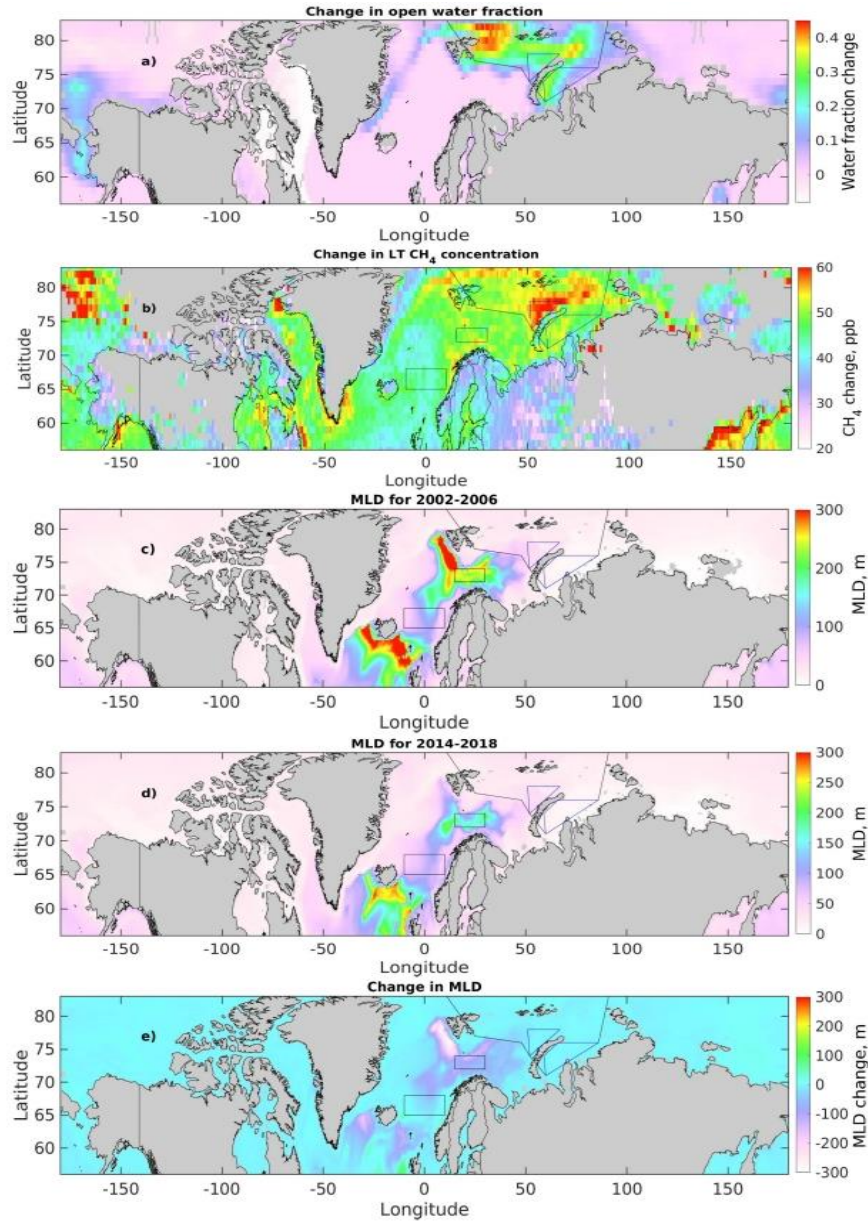 Change in open water fraction
a)
80
75
70
65
60
Latitude
-150 -100 -50 0 50 100 150
Longitude
0.4
0.3
0.2
0.1
0
Water fraction change
Change in LT CH4 concentration
b)
80
75
70
65
60
Latitude
-150 -100 -50 0 50 100 150
Longitude
60
50
40
30
20
CH4 change, ppb
MLD for 2002-2006
c)
80
75
70
65
60
Latitude
-150 -100 -50 0 50 100 150
Longitude
300
200
100
0
MLD, m
MLD for 2014-2018
d)
80
75
70
65
60
Latitude
-150 -100 -50 0 50 100 150
Longitude
300
250
200
150
100
50
0
MLD, m
Change in MLD
e)
80
75
70
65
60
Latitude
-150 -100 -50 0 50 100 150
Longitude
300
200
100
0
-100
-200
-300
MLD change, m